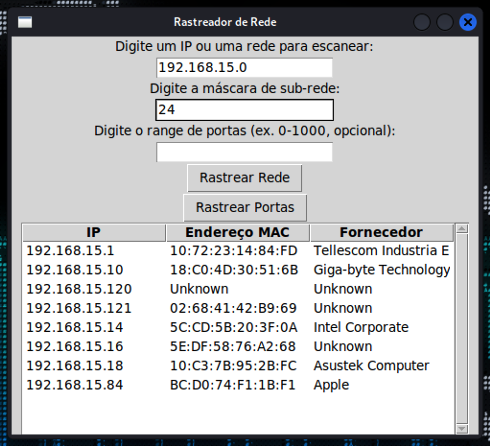 Rastreador de Rede
Digite um IP ou uma rede para escanear:
192.168.15.0
Digite a máscara de sub-rede:
24
Digite o range de portas (ex. 0-1000, opcional):
Rastrear Rede
Rastrear Portas
IP Endereço MAC Fornecedor
192.168.15.1 10:72:23:14:84:FD Tellescom Industria E
192.168.15.10 18:C0:4D:30:51:6B Giga-byte Technology
192.168.15.120 Unknown Unknown
192.168.15.121 02:68:41:42:B9:69 Unknown
192.168.15.14 5C:CD:5B:20:3F:0A Intel Corporate
192.168.15.16 5E:DF:58:76:A2:68 Unknown
192.168.15.18 10:C3:7B:95:2B:FC Asustek Computer
192.168.15.84 BC:D0:74:F1:1B:F1 Apple